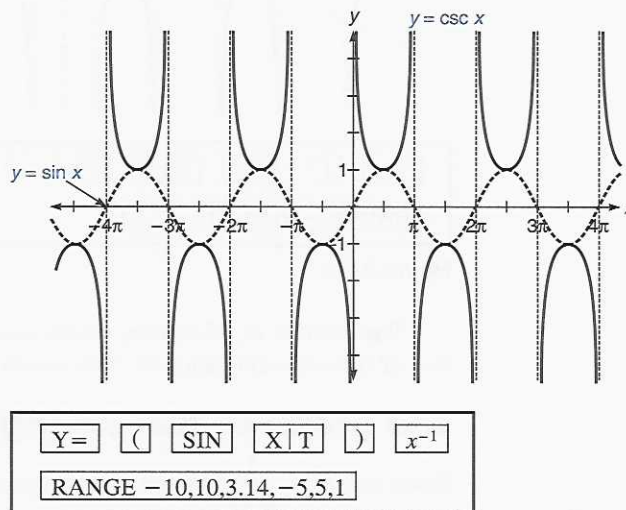 y y = csc x
1
y = sin x
−4π −3π −2π −π π 2π 3π 4π
−1
Y= ( SIN X|T ) x⁻¹
RANGE −10,10,3.14,−5,5,1